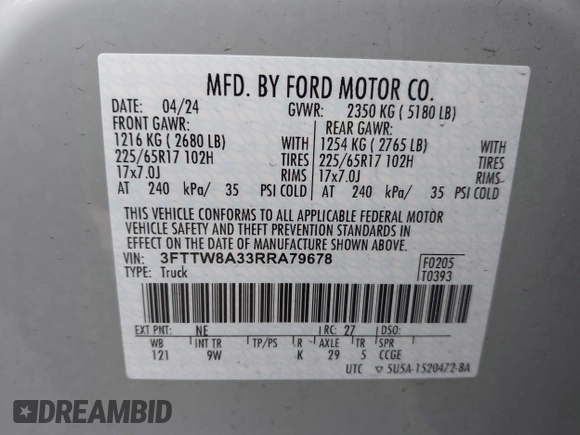 MFD. BY FORD MOTOR CO.
DATE: 04/24 GVWR: 2350 KG ( 5180 LB)
FRONT GAWR: REAR GAWR:
1216 KG ( 2680 LB) WITH 1254 KG ( 2765 LB) WITH
225/65R17 102H TIRES 225/65R17 102H TIRES
17x7.0J RIMS 17x7.0J RIMS
AT 240 kPa/ 35 PSI COLD AT 240 kPa/ 35 PSI COLD
THIS VEHICLE CONFORMS TO ALL APPLICABLE FEDERAL MOTOR
VEHICLE SAFETY AND THEFT PREVENTION STANDARDS IN
EFFECT ON THE DATE OF MANUFACTURE SHOWN ABOVE.
VIN: 3FTTW8A33RRA79678 F0205
TYPE: Truck T0393
EXT PNT: NE RC: 27 DSO:
WB INT TR TP/PS R AXLE TR SPR
121 9W K 29 5 CCGE
UTC ▽ 5U5A-1520472-BA
DREAMBID